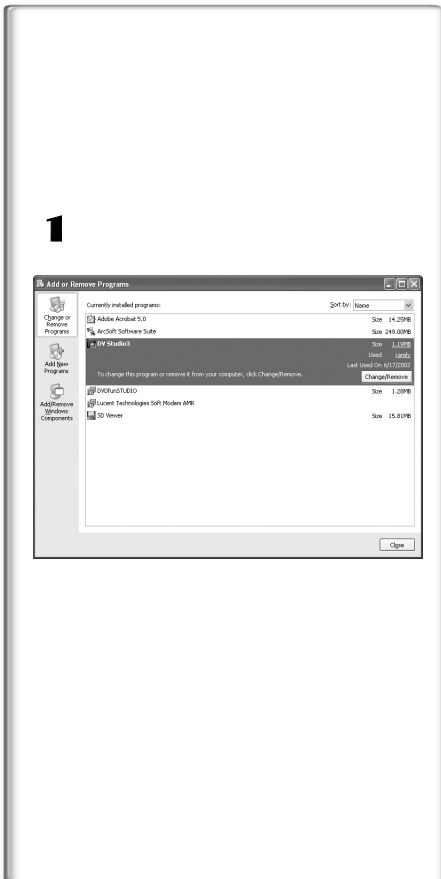 1
Add or Remove Programs
Change or
Remove
Programs
Currently installed programs:
Sort by: Name
Adobe Acrobat 5.0 Size 14.25MB
ArcSoft Software Suite Size 249.00MB
DV Studio3 Size 1.19MB
Used rarely
Last Used On 6/17/2002
To change this program or remove it from your computer, click Change/Remove.
Change/Remove
Add New
Programs
DVDfunSTUDIO Size 1.28MB
Lucent Technologies Soft Modem AMR
SD Viewer Size 15.81MB
Add/Remove
Windows
Components
Close